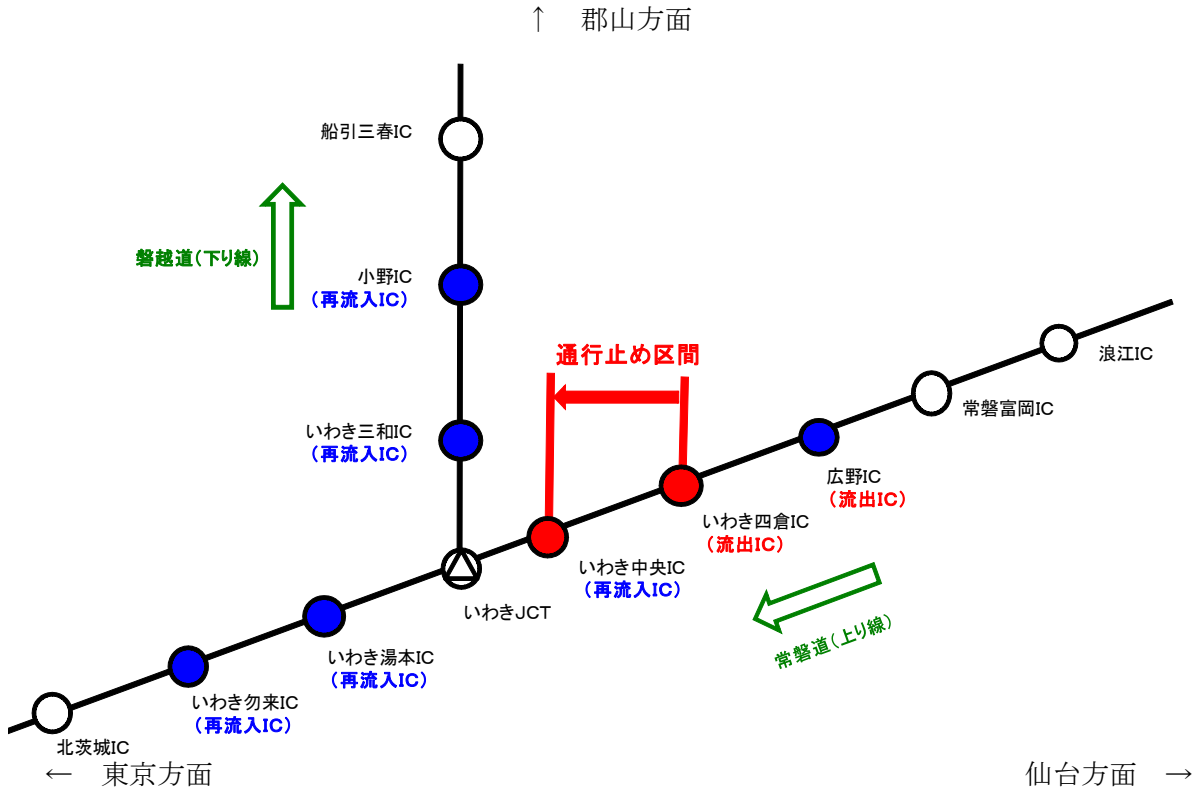 ↑ 郡山方面
船引三春IC
磐越道(下り線)
小野IC
(再流入IC)
通行止め区間
浪江IC
常磐富岡IC
いわき三和IC
(再流入IC)
広野IC
(流出IC)
いわき四倉IC
(流出IC)
いわき中央IC
(再流入IC)
いわきJCT
常磐道(上り線)
いわき湯本IC
(再流入IC)
いわき勿来IC
(再流入IC)
北茨城IC
← 東京方面
仙台方面 →